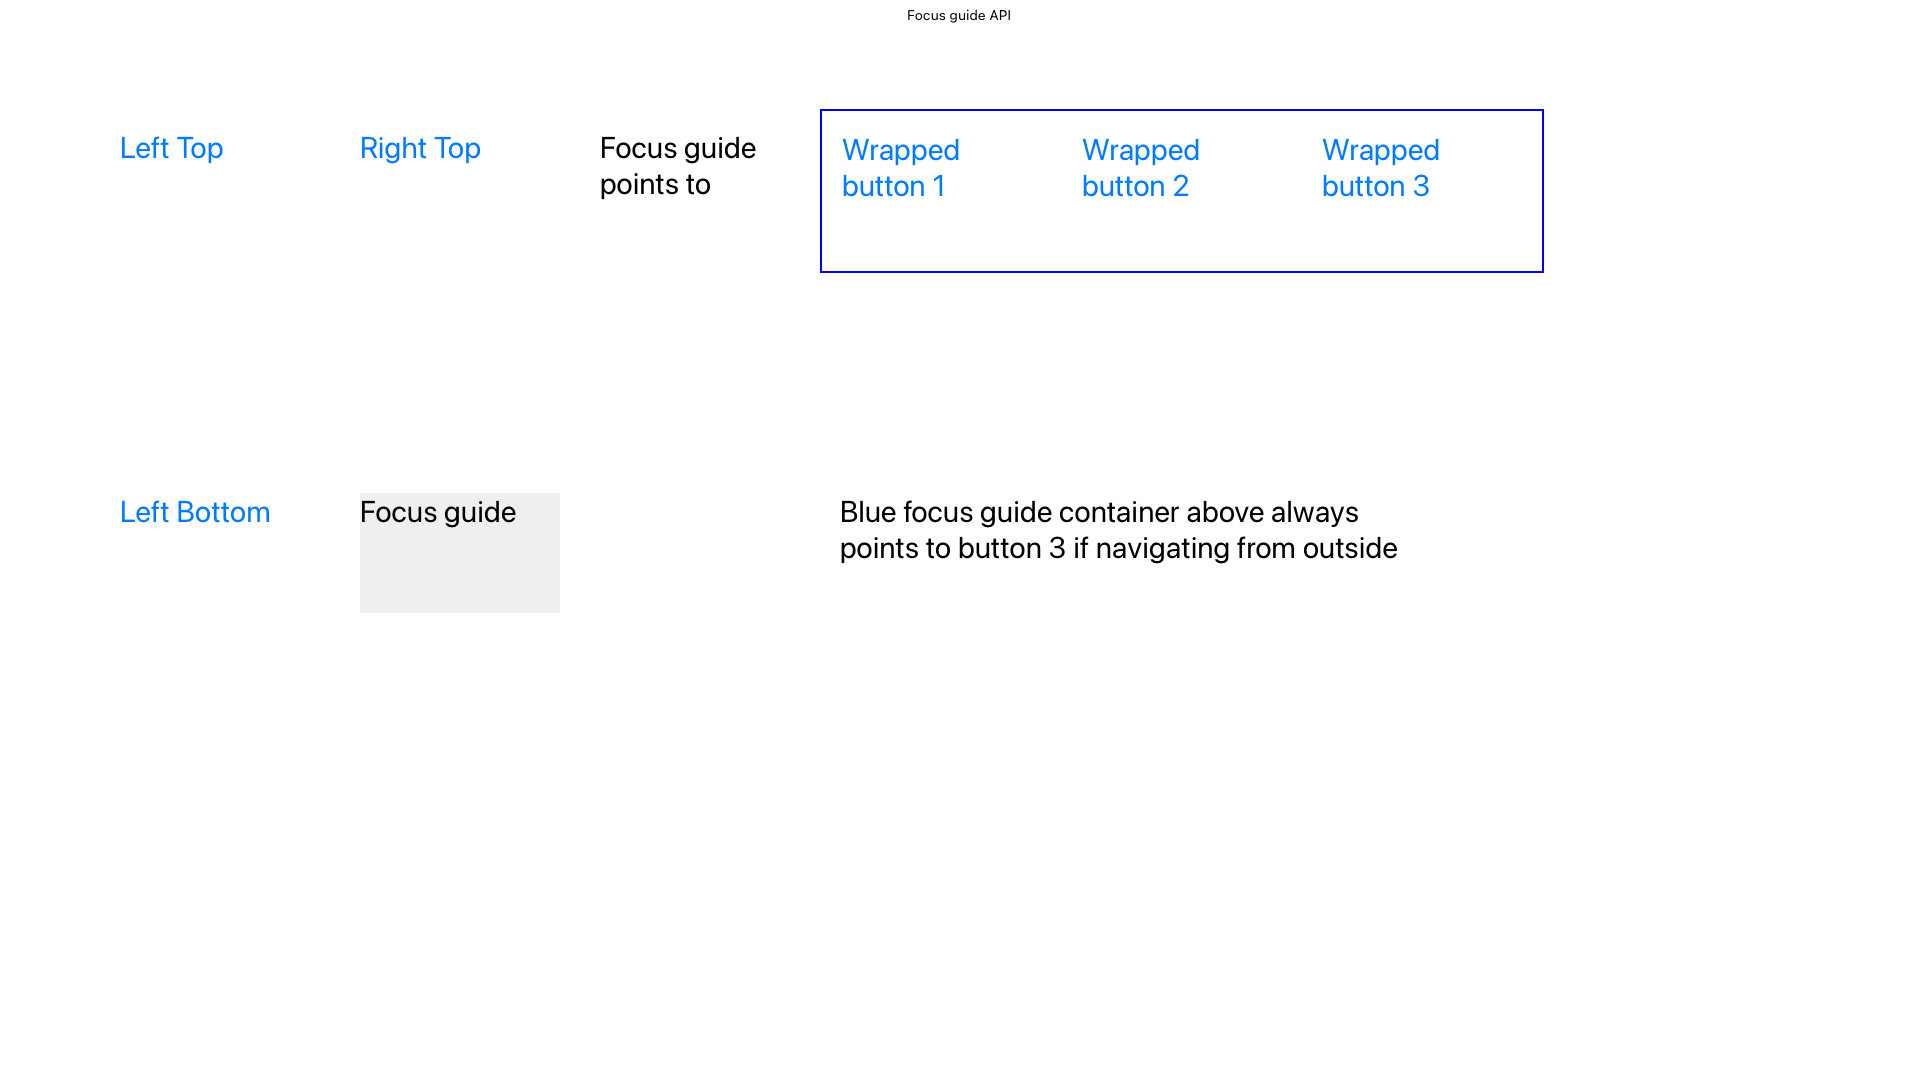 Focus guide API
Left Top
Right Top
Focus guide
points to
Wrapped
button 1
Wrapped
button 2
Wrapped
button 3
Left Bottom
Focus guide
Blue focus guide container above always
points to button 3 if navigating from outside